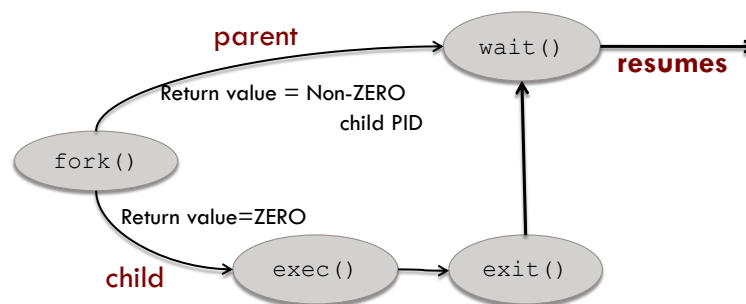 parent
wait()
resumes
Return value = Non-ZERO
child PID
fork()
Return value=ZERO
child
exec()
exit()